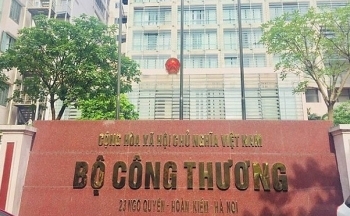 CỘNG HÒA XÃ HỘI CHỦ NGHĨA VIỆT NAM
BỘ CÔNG THƯƠNG
23 NGÔ QUYỀN - HOÀN KIẾM - HÀ NỘI